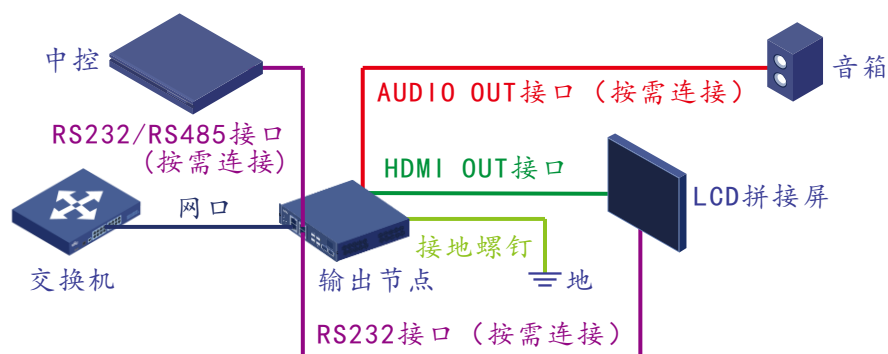 中控
音箱
AUDIO OUT接口（按需连接）
RS232/RS485接口
(按需连接)
HDMI OUT接口
LCD拼接屏
网口
接地螺钉
交换机
输出节点
地
RS232接口（按需连接）